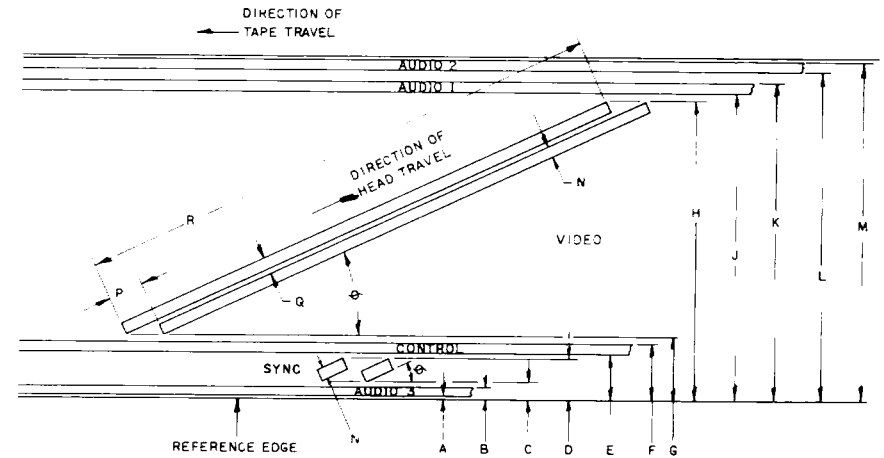 DIRECTION OF
TAPE TRAVEL
AUDIO 2
AUDIO 1
DIRECTION OF
HEAD TRAVEL
N
R
H
K
M
VIDEO
J
L
P
Q
θ
CONTROL
SYNC
θ
AUDIO 3
N
A
B
C
D
E
F
G
REFERENCE EDGE